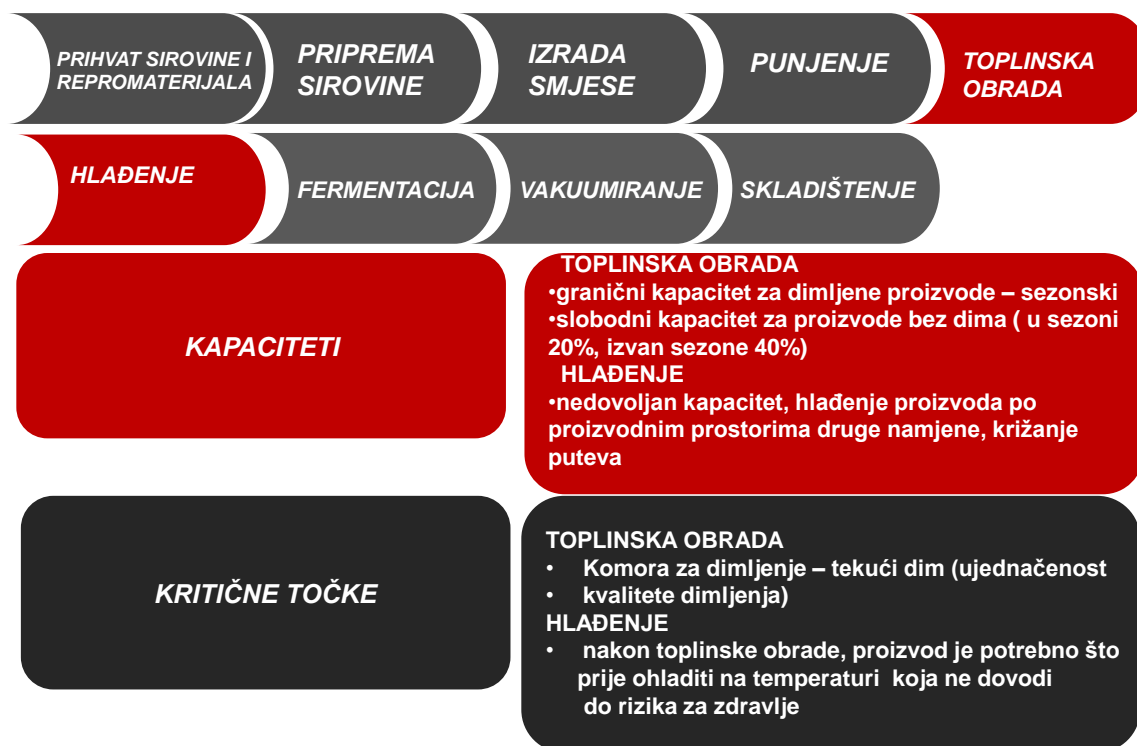 PRIHVAT SIROVINE I
REPROMATERIJALA
PRIPREMA
SIROVINE
IZRADA
SMJESE
PUNJENJE
TOPLINSKA
OBRADA
HLAĐENJE
FERMENTACIJA
VAKUUMIRANJE
SKLADIŠTENJE
KAPACITETI
TOPLINSKA OBRADA
•granični kapacitet za dimljene proizvode – sezonski
•slobodni kapacitet za proizvode bez dima ( u sezoni
20%, izvan sezone 40%)
HLAĐENJE
•nedovoljan kapacitet, hlađenje proizvoda po
proizvodnim prostorima druge namjene, križanje
puteva
KRITIČNE TOČKE
TOPLINSKA OBRADA
• Komora za dimljenje – tekući dim (ujednačenost
• kvalitete dimljenja)
HLAĐENJE
• nakon toplinske obrade, proizvod je potrebno što
prije ohladiti na temperaturi koja ne dovodi
do rizika za zdravlje